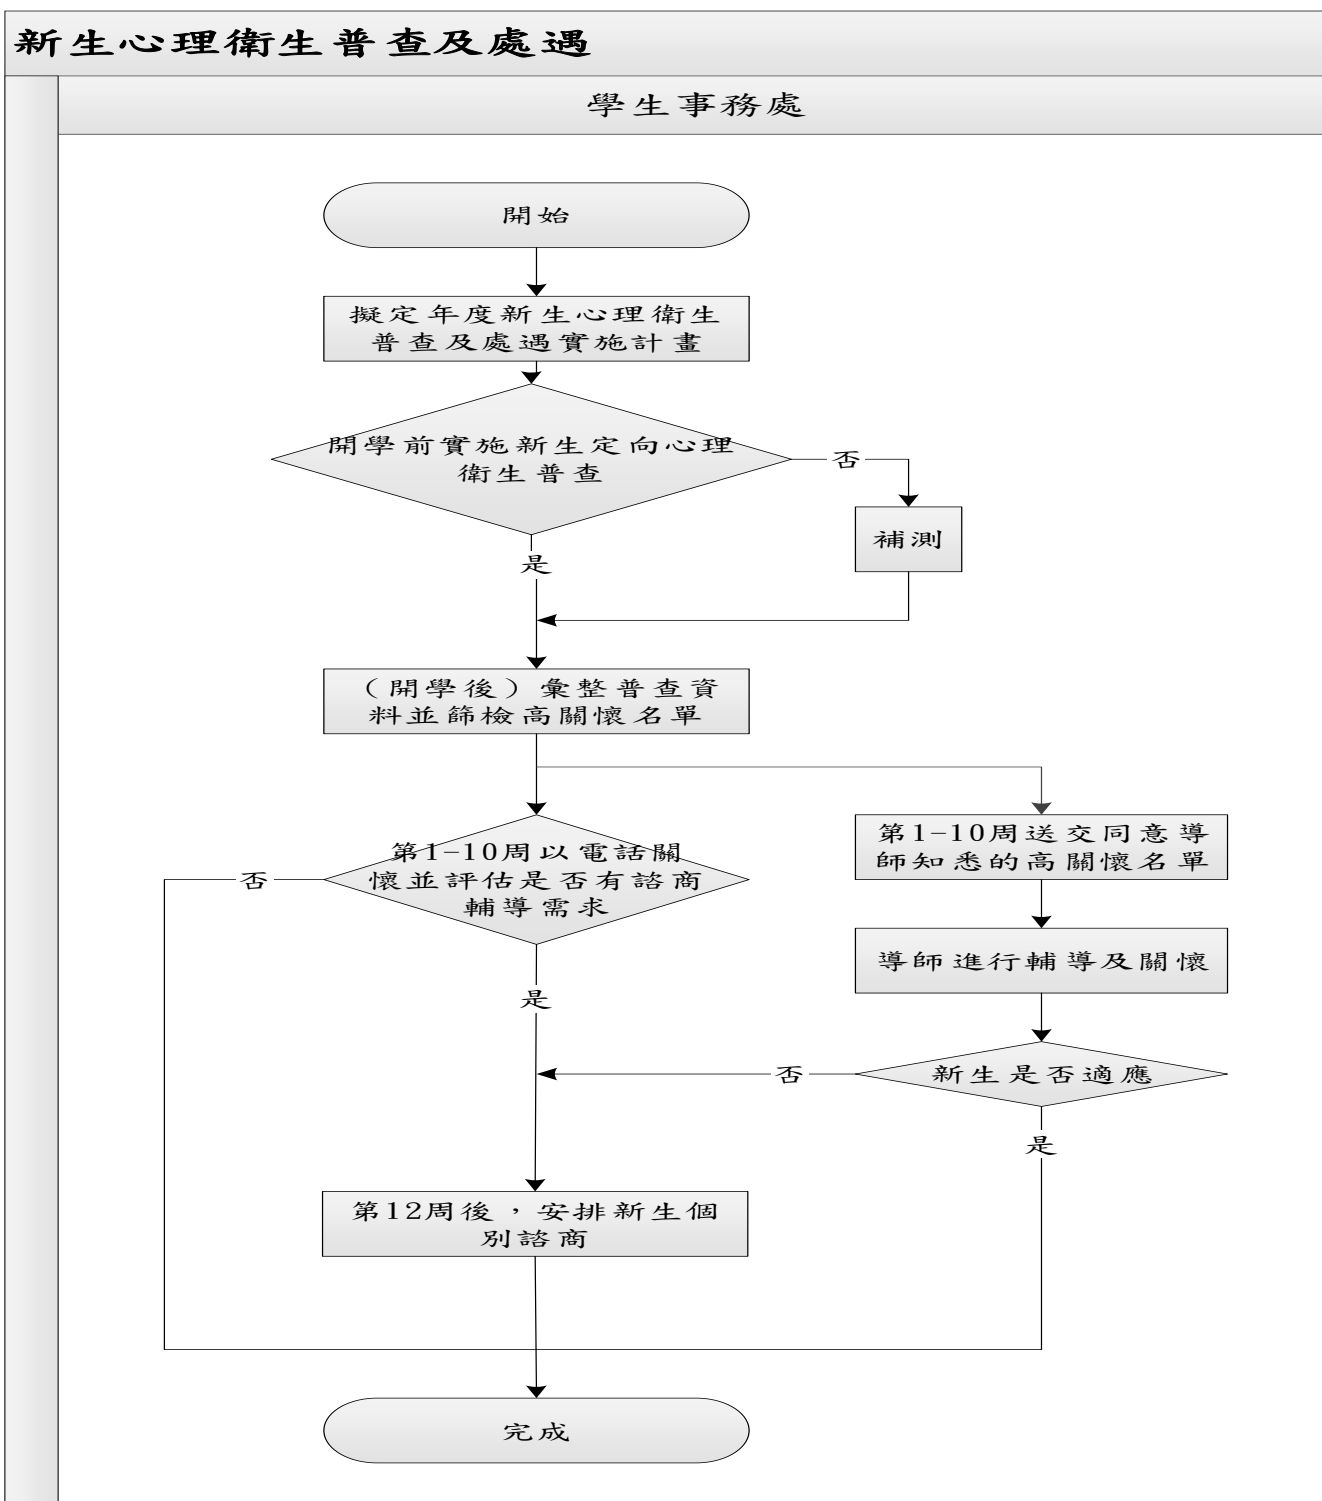 新生心理衛生普查及處遇
學生事務處
開始
擬定年度新生心理衛生
普查及處遇實施計畫
開學前實施新生定向心理
衛生普查
否
補測
是
（開學後）彙整普查資
料並篩檢高關懷名單
第1-10周以電話關
懷並評估是否有諮商
輔導需求
否
第1-10周送交同意導
師知悉的高關懷名單
導師進行輔導及關懷
是
新生是否適應
否
是
第12周後，安排新生個
別諮商
完成